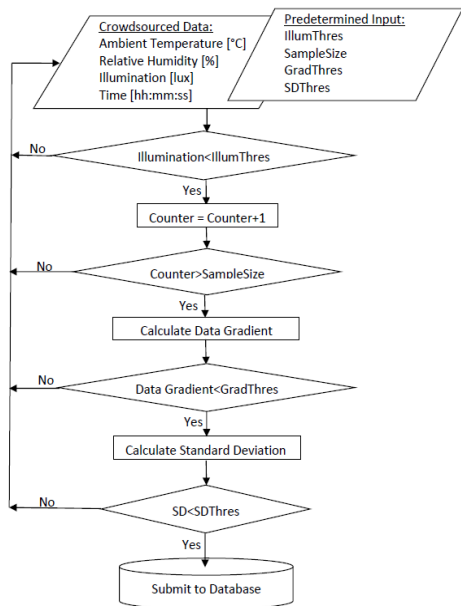 Crowdsourced Data:
Ambient Temperature [°C]
Relative Humidity [%]
Illumination [lux]
Time [hh:mm:ss]
Predetermined Input:
IllumThres
SampleSize
GradThres
SDThres
No
Illumination<IllumThres
Yes
Counter = Counter+1
No
Counter>SampleSize
Yes
Calculate Data Gradient
No
Data Gradient<GradThres
Yes
Calculate Standard Deviation
No
SD<SDThres
Yes
Submit to Database